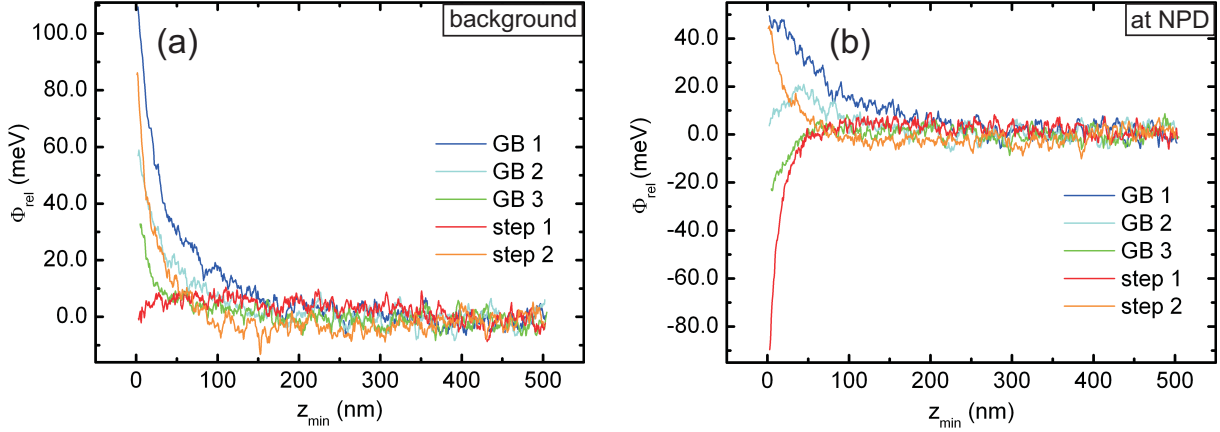 background
(a)
100.0
80.0
60.0
40.0
20.0
0.0
Φrel (meV)
GB 1
GB 2
GB 3
step 1
step 2
0 100 200 300 400 500
zmin (nm)
at NPD
(b)
40.0
20.0
0.0
-20.0
-40.0
-60.0
-80.0
Φrel (meV)
GB 1
GB 2
GB 3
step 1
step 2
0 100 200 300 400 500
zmin (nm)